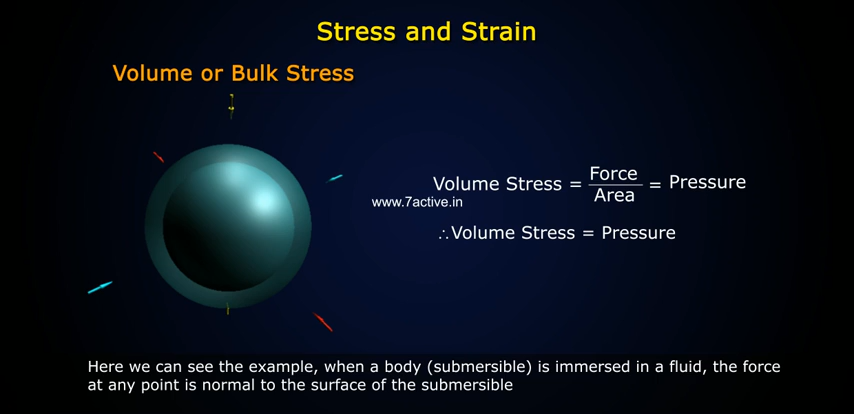 Stress and Strain
Volume or Bulk Stress
Volume Stress = Force / Area = Pressure
www.7active.in
∴Volume Stress = Pressure
Here we can see the example, when a body (submersible) is immersed in a fluid, the force
at any point is normal to the surface of the submersible